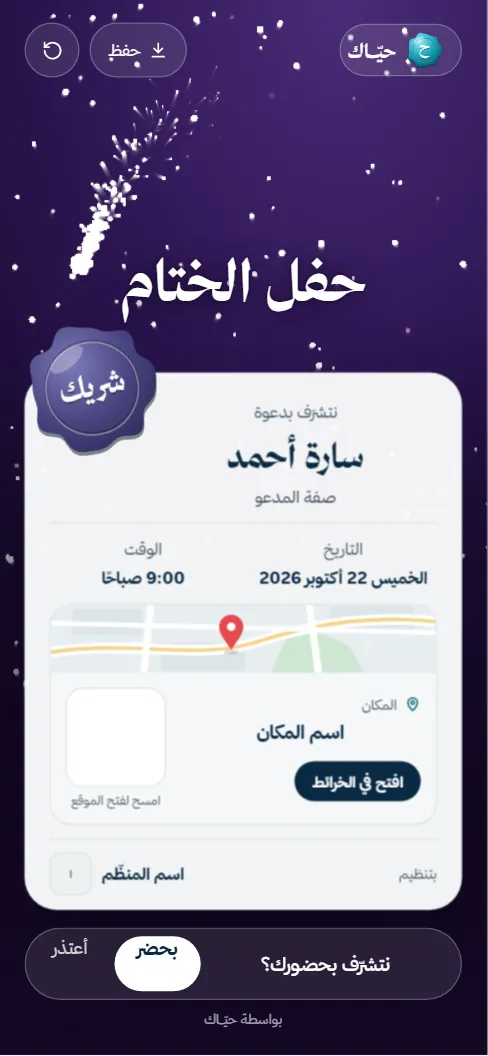 حيّاك
ح
حفظ
حفل الختام
شريك
نتشرف بدعوة
سارة أحمد
صفة المدعو
التاريخ
الخميس 22 أكتوبر 2026
الوقت
9:00 صباحًا
المكان
اسم المكان
افتح في الخرائط
امسح لفتح الموقع
بتنظيم
اسم المنظّم
ا
نتشرّف بحضورك؟
بحضر
أعتذر
بواسطة حيّاك